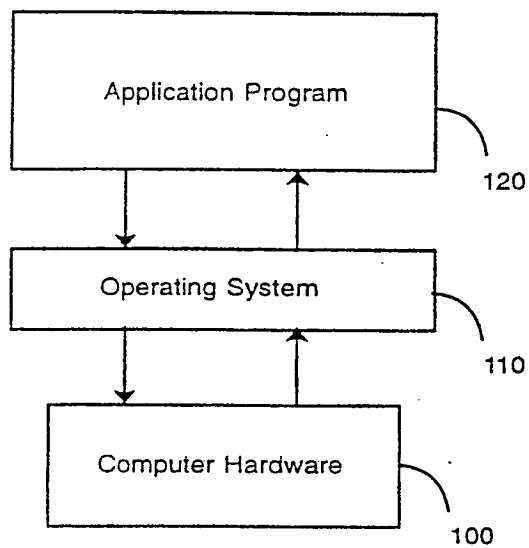 Application Program
120
Operating System
110
Computer Hardware
100